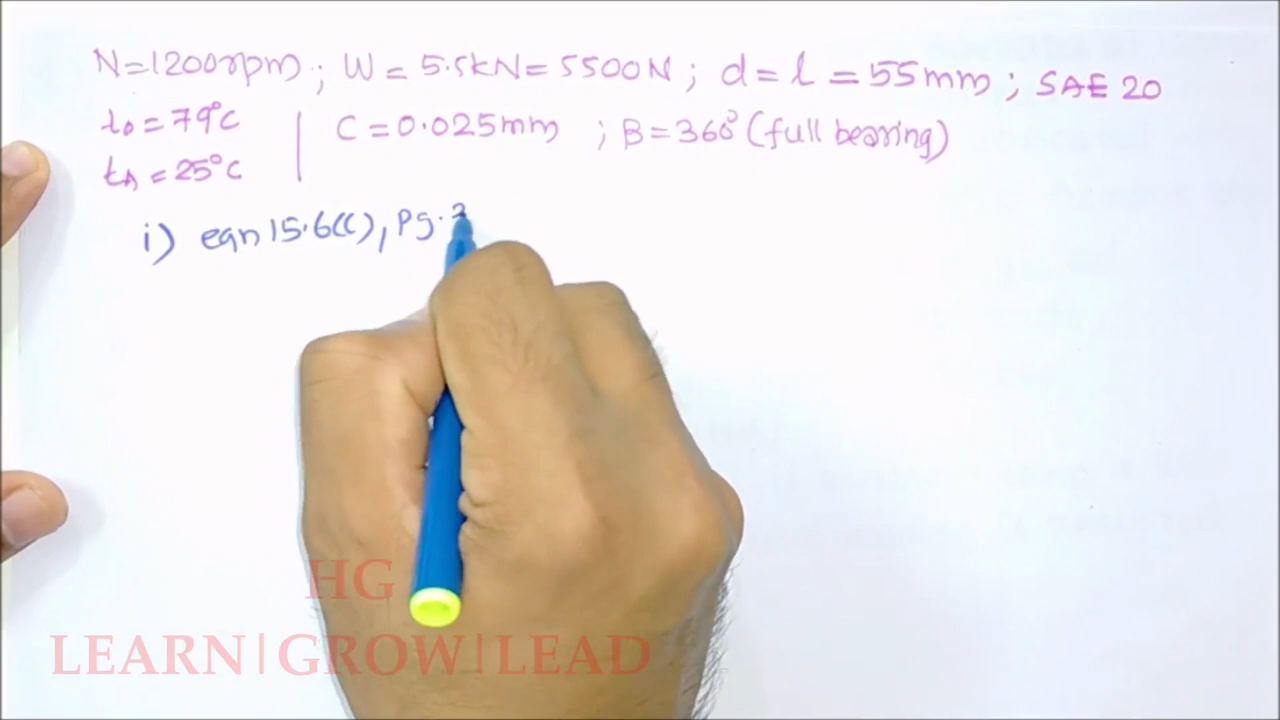 N=1200rpm ; W = 5.5kN = 5500N ; d = l = 55mm ; SAE 20
to = 79°C
C = 0.025mm ; β = 360° (full bearing)
tA = 25°C
i) eqn 15.6(c), Pg.
HG
LEARN|GROW|LEAD